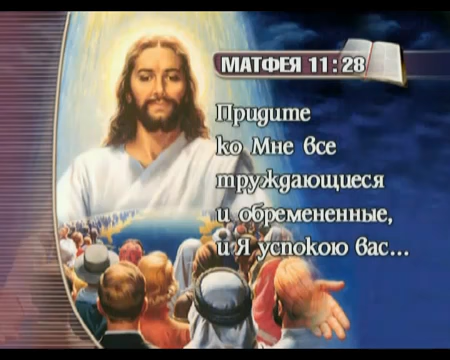 МАТФЕЯ 11:28
Придите
ко Мне все
труждающиеся
и обремененные,
и Я успокою вас...